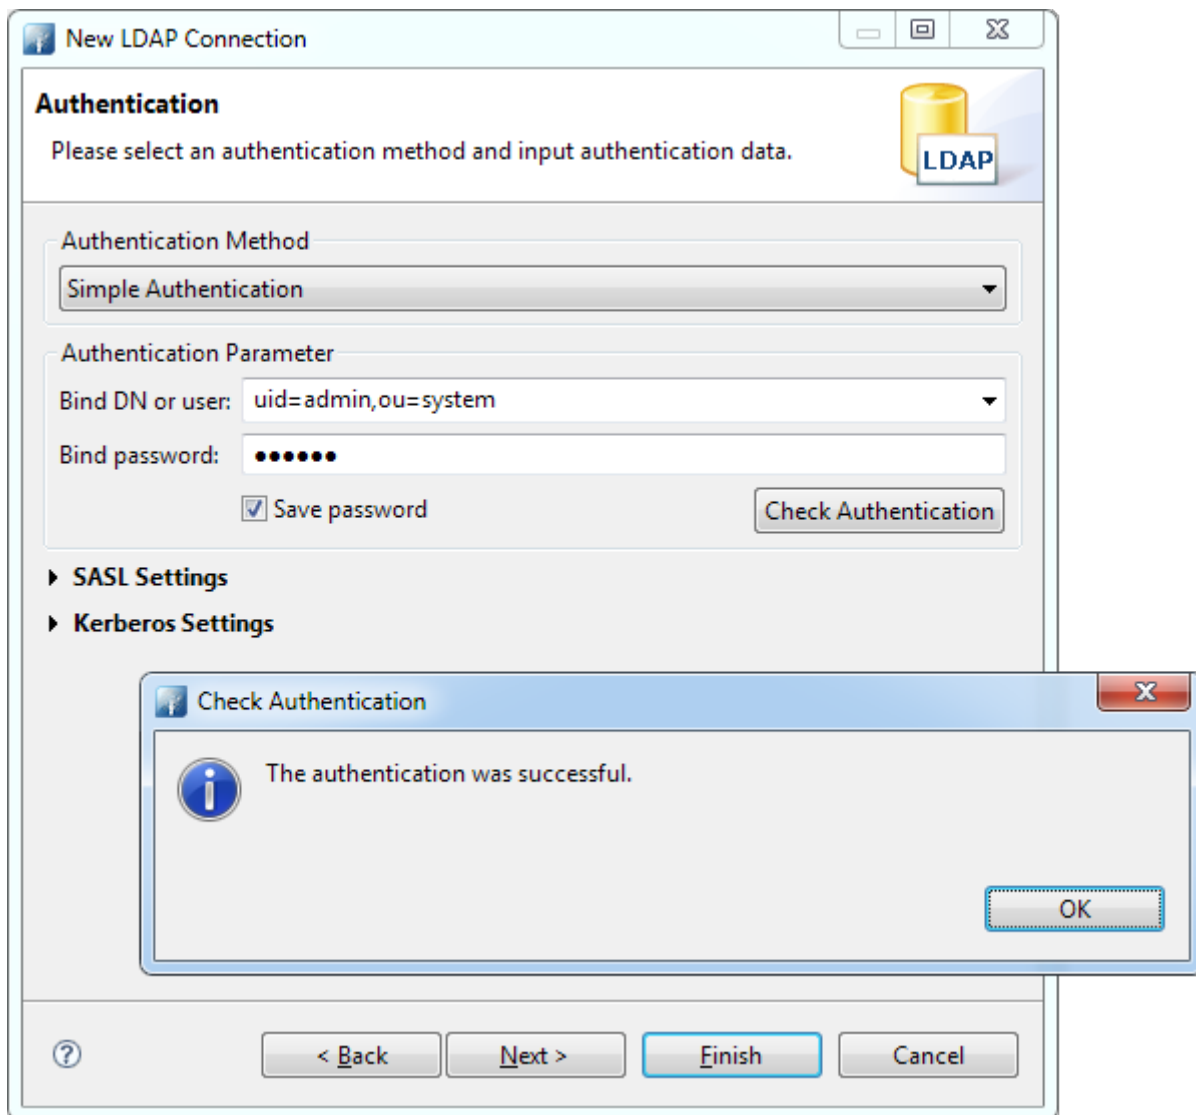 New LDAP Connection
Authentication
Please select an authentication method and input authentication data.
LDAP
Authentication Method
Simple Authentication
Authentication Parameter
Bind DN or user: uid=admin,ou=system
Bind password: ●●●●●●
Save password Check Authentication
SASL Settings
Kerberos Settings
Check Authentication
The authentication was successful.
OK
< Back Next > Finish Cancel